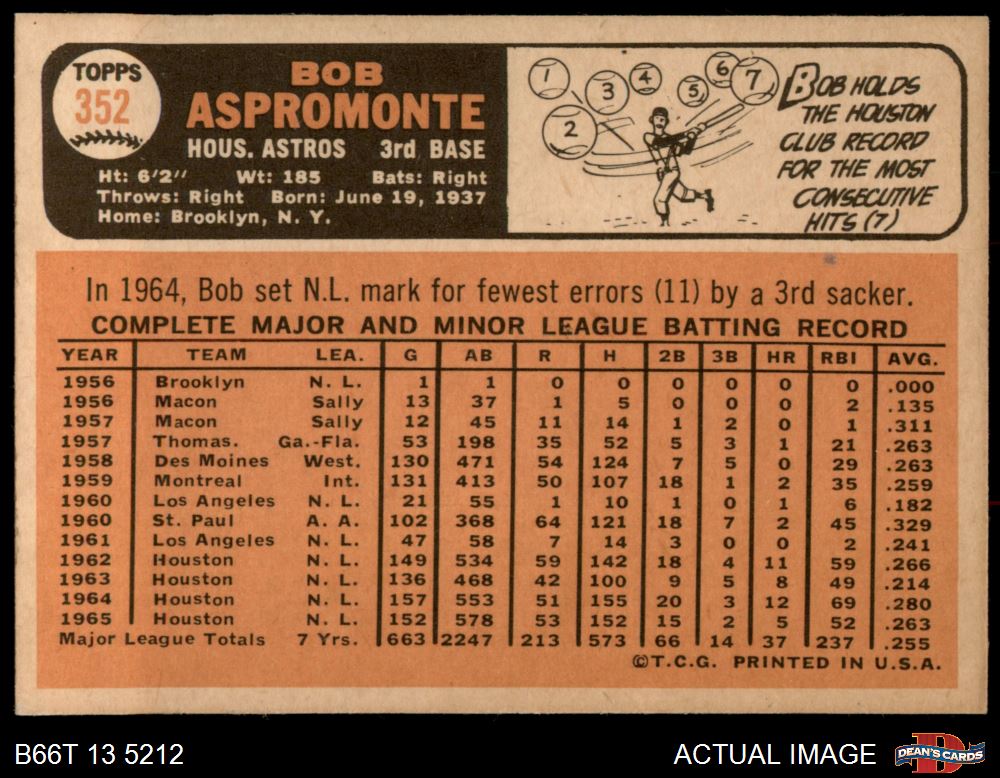 TOPPS
352
BOB
ASPROMONTE
HOUS. ASTROS 3rd BASE
Ht: 6'2" Wt: 185 Bats: Right
Throws: Right Born: June 19, 1937
Home: Brooklyn, N. Y.
1 2 3 4 5 6 7
BOB HOLDS
THE HOUSTON
CLUB RECORD
FOR THE MOST
CONSECUTIVE
HITS (7)
In 1964, Bob set N.L. mark for fewest errors (11) by a 3rd sacker.
COMPLETE MAJOR AND MINOR LEAGUE BATTING RECORD
YEAR TEAM LEA. G AB R H 2B 3B HR RBI AVG.
1956 Brooklyn N. L. 1 1 0 0 0 0 0 0 .000
1956 Macon Sally 13 37 1 5 0 0 0 2 .135
1957 Macon Sally 12 45 11 14 1 2 0 1 .311
1957 Thomas. Ga.-Fla. 53 198 35 52 5 3 1 21 .263
1958 Des Moines West. 130 471 54 124 7 5 0 29 .263
1959 Montreal Int. 131 413 50 107 18 1 2 35 .259
1960 Los Angeles N. L. 21 55 1 10 1 0 1 6 .182
1960 St. Paul A. A. 102 368 64 121 18 7 2 45 .329
1961 Los Angeles N. L. 47 58 7 14 3 0 0 2 .241
1962 Houston N. L. 149 534 59 142 18 4 11 59 .266
1963 Houston N. L. 136 468 42 100 9 5 8 49 .214
1964 Houston N. L. 157 553 51 155 20 3 12 69 .280
1965 Houston N. L. 152 578 53 152 15 2 5 52 .263
Major League Totals 7 Yrs. 663 2247 213 573 66 14 37 237 .255
©T.C.G. PRINTED IN U.S.A.
B66T 13 5212
ACTUAL IMAGE
D
DEAN'S CARDS